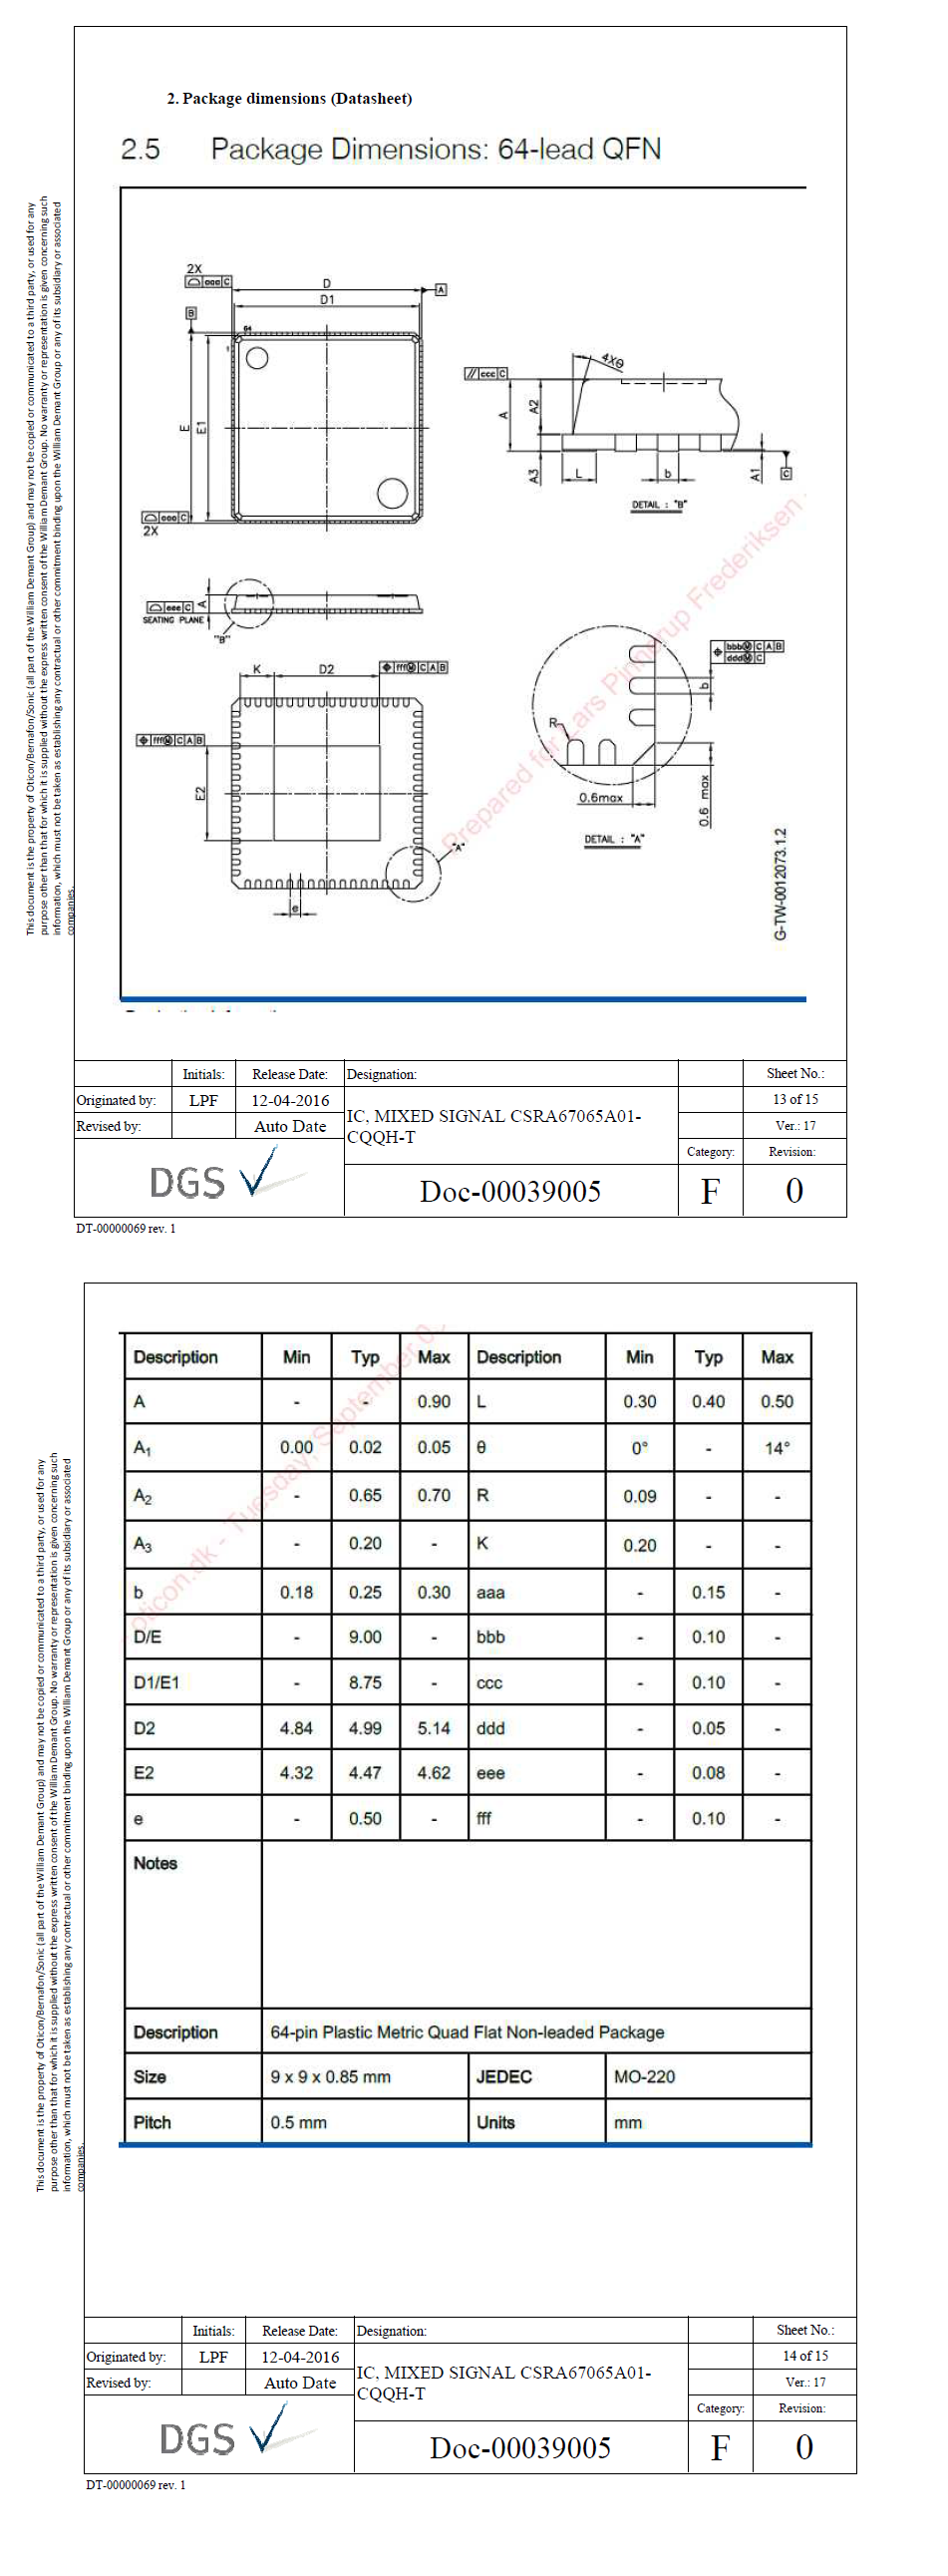 2. Package dimensions (Datasheet)
2.5 Package Dimensions: 64-lead QFN
This document is the property of Oticon/Bernafon/Sonic (all part of the William Demant Group) and may not be copied or communicated to a third party, or used for any
purpose other than that for which it is supplied without the express written consent of the William Demant Group. No warranty or representation is given concerning such
information, which must not be taken as establishing any contractual or other commitment binding upon the William Demant Group or any of its subsidiary or associated
companies.
2X
aaa C
D
A
D1
B
64
1
E
E1
aaa C
2X
4XΘ
// ccc C
A
A2
A3
L
b
A1
C
DETAIL : "B"
eee C
A
SEATING PLANE
"B"
K
D2
fff Ⓜ C A B
fff Ⓜ C A B
E2
"A"
e
bbb Ⓜ C A B
ddd Ⓜ C
b
R
0.6max
0.6 max
DETAIL : "A"
Prepared for Lars Pinnerup Frederiksen
G-TW-0012073.1.2
Initials: Release Date: Designation: Sheet No.:
Originated by: LPF 12-04-2016 IC, MIXED SIGNAL CSRA67065A01- 13 of 15
Revised by: Auto Date CQQH-T Ver.: 17
Category: Revision:
DGS Doc-00039005 F 0
DT-00000069 rev. 1
This document is the property of Oticon/Bernafon/Sonic (all part of the William Demant Group) and may not be copied or communicated to a third party, or used for any
purpose other than that for which it is supplied without the express written consent of the William Demant Group. No warranty or representation is given concerning such
information, which must not be taken as establishing any contractual or other commitment binding upon the William Demant Group or any of its subsidiary or associated
companies.
oticon.dk - Tuesday, September 0
Description Min Typ Max Description Min Typ Max
A - - 0.90 L 0.30 0.40 0.50
A1 0.00 0.02 0.05 θ 0° - 14°
A2 - 0.65 0.70 R 0.09 - -
A3 - 0.20 - K 0.20 - -
b 0.18 0.25 0.30 aaa - 0.15 -
D/E - 9.00 - bbb - 0.10 -
D1/E1 - 8.75 - ccc - 0.10 -
D2 4.84 4.99 5.14 ddd - 0.05 -
E2 4.32 4.47 4.62 eee - 0.08 -
e - 0.50 - fff - 0.10 -
Notes
Description 64-pin Plastic Metric Quad Flat Non-leaded Package
Size 9 x 9 x 0.85 mm JEDEC MO-220
Pitch 0.5 mm Units mm
Initials: Release Date: Designation: Sheet No.:
Originated by: LPF 12-04-2016 IC, MIXED SIGNAL CSRA67065A01- 14 of 15
Revised by: Auto Date CQQH-T Ver.: 17
Category: Revision:
DGS Doc-00039005 F 0
DT-00000069 rev. 1